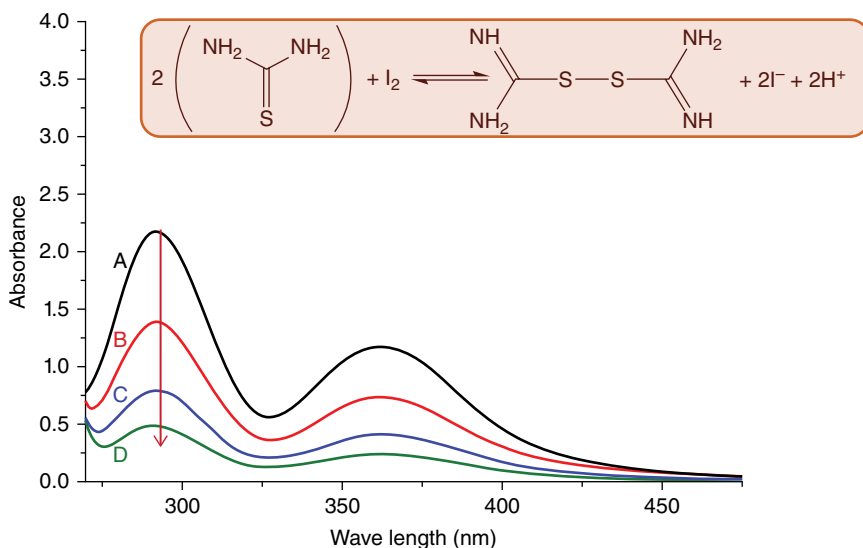 4.0
3.5
3.0
2.5
2.0
1.5
1.0
0.5
0.0
Absorbance
2 NH₂ NH₂ S + I₂ NH NH₂ S S NH₂ NH + 2I⁻ + 2H⁺
A
B
C
D
300 350 400 450
Wave length (nm)